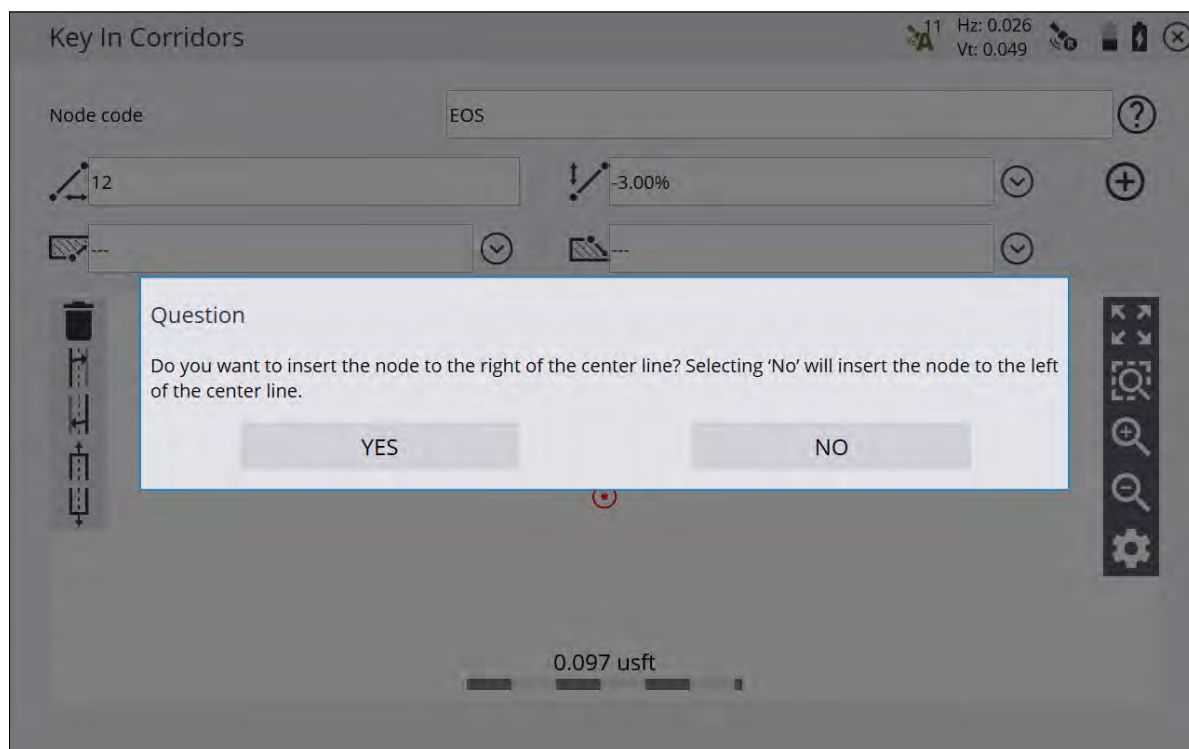 Key In Corridors
11
Hz: 0.026
Vt: 0.049
A
R
Node code
EOS
?
12
-3.00%
---
---
Question
Do you want to insert the node to the right of the center line? Selecting ‘No’ will insert the node to the left
of the center line.
YES
NO
0.097 usft